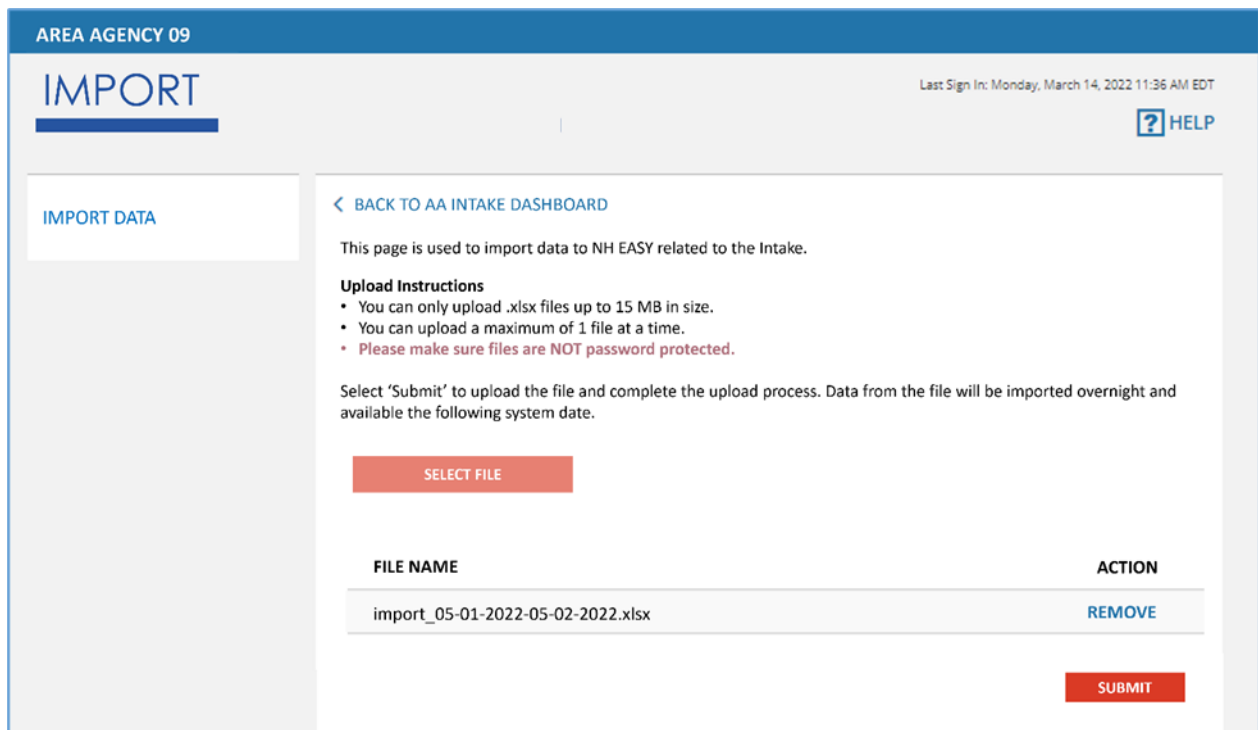 AREA AGENCY 09
IMPORT
Last Sign In: Monday, March 14, 2022 11:36 AM EDT
? HELP
IMPORT DATA
< BACK TO AA INTAKE DASHBOARD
This page is used to import data to NH EASY related to the Intake.
Upload Instructions
• You can only upload .xlsx files up to 15 MB in size.
• You can upload a maximum of 1 file at a time.
• Please make sure files are NOT password protected.
Select ‘Submit’ to upload the file and complete the upload process. Data from the file will be imported overnight and
available the following system date.
SELECT FILE
FILE NAME ACTION
import_05-01-2022-05-02-2022.xlsx REMOVE
SUBMIT